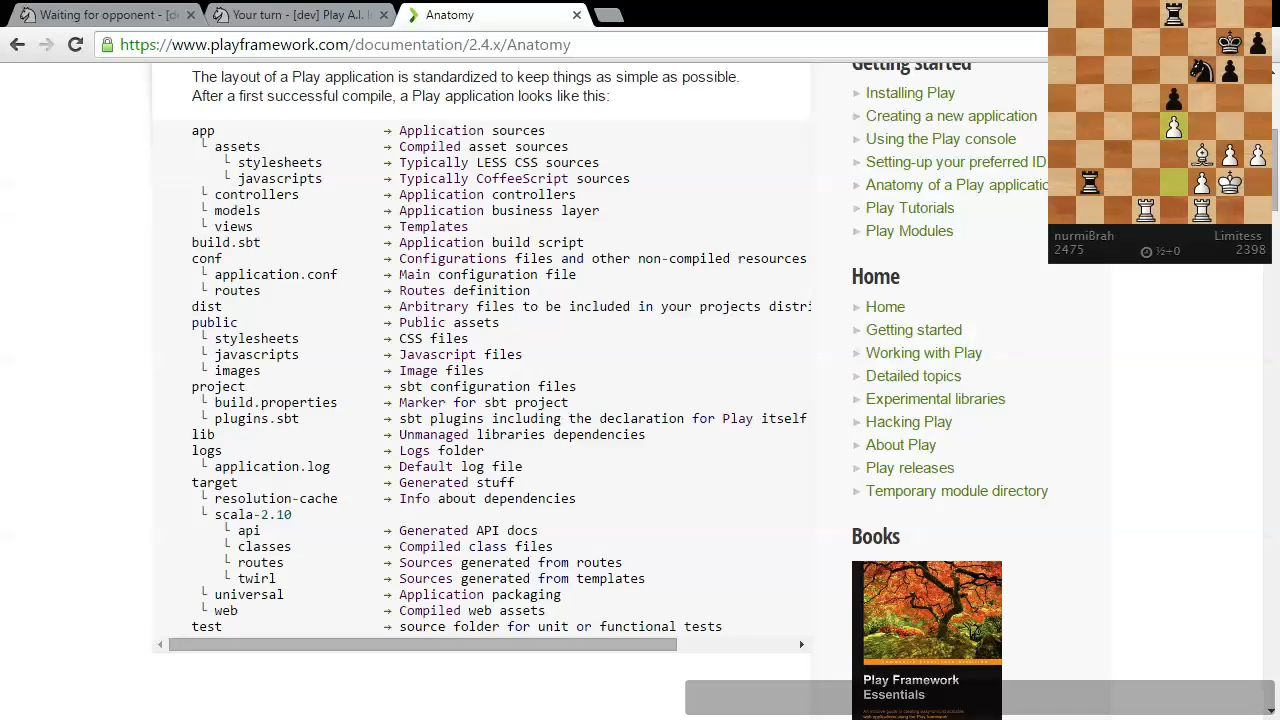 Waiting for opponent - [de
Your turn - [dev] Play A.I. l
Anatomy
https://www.playframework.com/documentation/2.4.x/Anatomy
The layout of a Play application is standardized to keep things as simple as possible.
After a first successful compile, a Play application looks like this:
app → Application sources
└ assets → Compiled asset sources
└ stylesheets → Typically LESS CSS sources
└ javascripts → Typically CoffeeScript sources
└ controllers → Application controllers
└ models → Application business layer
└ views → Templates
build.sbt → Application build script
conf → Configurations files and other non-compiled resources
└ application.conf → Main configuration file
└ routes → Routes definition
dist → Arbitrary files to be included in your projects distri
public → Public assets
└ stylesheets → CSS files
└ javascripts → Javascript files
└ images → Image files
project → sbt configuration files
└ build.properties → Marker for sbt project
└ plugins.sbt → sbt plugins including the declaration for Play itself
lib → Unmanaged libraries dependencies
logs → Logs folder
└ application.log → Default log file
target → Generated stuff
└ resolution-cache → Info about dependencies
└ scala-2.10
└ api → Generated API docs
└ classes → Compiled class files
└ routes → Sources generated from routes
└ twirl → Sources generated from templates
└ universal → Application packaging
└ web → Compiled web assets
test → source folder for unit or functional tests
Getting started
Installing Play
Creating a new application
Using the Play console
Setting-up your preferred ID
Anatomy of a Play applicatio
Play Tutorials
Play Modules
Home
Home
Getting started
Working with Play
Detailed topics
Experimental libraries
Hacking Play
About Play
Play releases
Temporary module directory
Books
Play Framework
Essentials
nurmißrah Limitess
2475 ½+0 2398